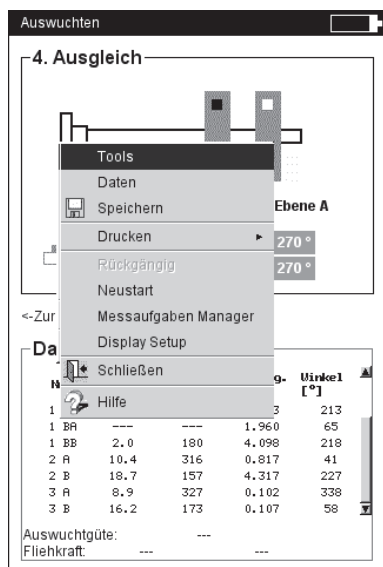 Auswuchten
4. Ausgleich
Tools
Daten
Speichern
Ebene A
Drucken
270 °
Rückgängig
270 °
Neustart
<-Zur
Messaufgaben Manager
Display Setup
Da
Schließen
g. Winkel
[°]
Hilfe
1 3 213
1 BA --- --- 1.960 65
1 BB 2.0 180 4.098 218
2 A 10.4 316 0.817 41
2 B 18.7 157 4.317 227
3 A 8.9 327 0.102 338
3 B 16.2 173 0.107 58
Auswuchtgüte: ---
Fliehkraft: --- ---